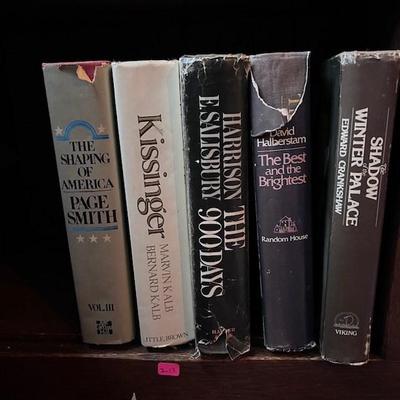 THE
SHAPING
OF
AMERICA
PAGE
SMITH
VOL. III
Kissinger
MARVIN KALB
BERNARD KALB
LITTLE, BROWN
HARRISON
E. SALISBURY
THE
900 DAYS
David
Halberstam
The Best
and the
Brightest
Random House
The
SHADOW
of the
WINTER PALACE
EDWARD CRANKSHAW
VIKING